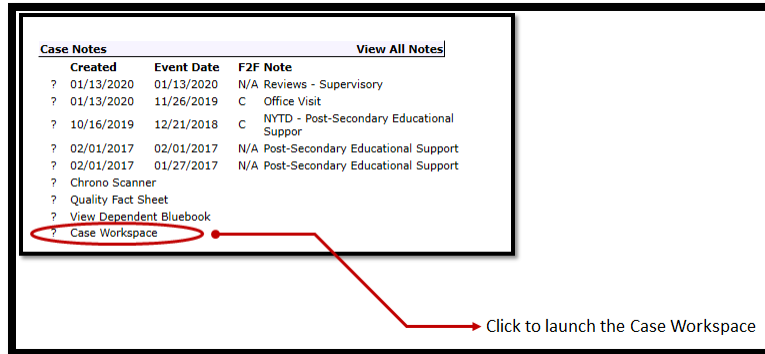 Case Notes View All Notes
Created Event Date F2F Note
? 01/13/2020 01/13/2020 N/A Reviews - Supervisory
? 01/13/2020 11/26/2019 C Office Visit
? 10/16/2019 12/21/2018 C NYTD - Post-Secondary Educational
Suppor
? 02/01/2017 02/01/2017 N/A Post-Secondary Educational Support
? 02/01/2017 01/27/2017 N/A Post-Secondary Educational Support
? Chrono Scanner
? Quality Fact Sheet
? View Dependent Bluebook
? Case Workspace
Click to launch the Case Workspace